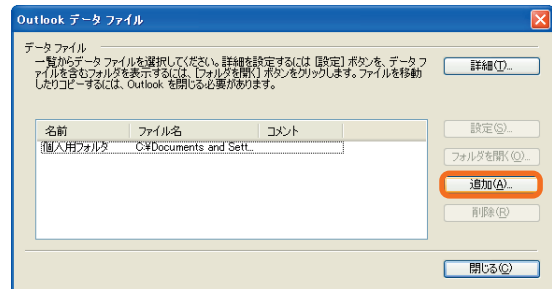 Outlook データ ファイル
データ ファイル
一覧からデータ ファイルを選択してください。詳細を設定するには [設定] ボタンを、データ フ
ァイルを含むフォルダを表示するには、[フォルダを開く] ボタンをクリックします。ファイルを移動
したりコピーするには、Outlook を閉じる必要があります。
詳細(T)...
名前 ファイル名 コメント
個人用フォルダ C:¥Documents and Sett...
設定(S)...
フォルダを開く(O)...
追加(A)...
削除(R)
閉じる(C)